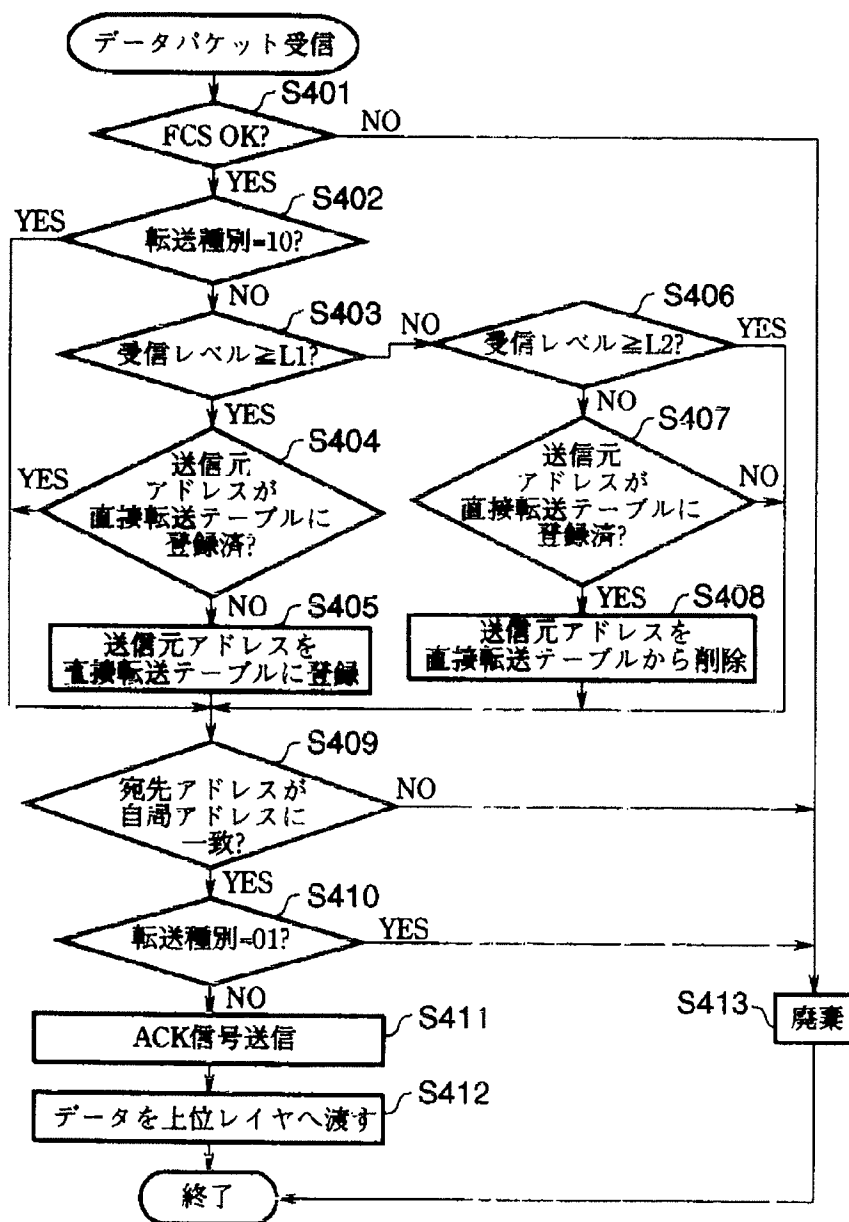 データパケット受信
S401
FCS OK?
NO
YES
S402
YES
転送種別=10?
NO
S403
受信レベル≧L1?
NO
S406
受信レベル≧L2?
YES
YES
NO
S404
送信元
アドレスが
直接転送テーブルに
登録済?
YES
S407
送信元
アドレスが
直接転送テーブルに
登録済?
NO
NO
YES
S405
送信元アドレスを
直接転送テーブルに登録
S408
送信元アドレスを
直接転送テーブルから削除
S409
宛先アドレスが
自局アドレスに
一致?
NO
YES
S410
転送種別=01?
YES
NO
S411
ACK信号送信
S413
廃棄
S412
データを上位レイヤへ渡す
終了